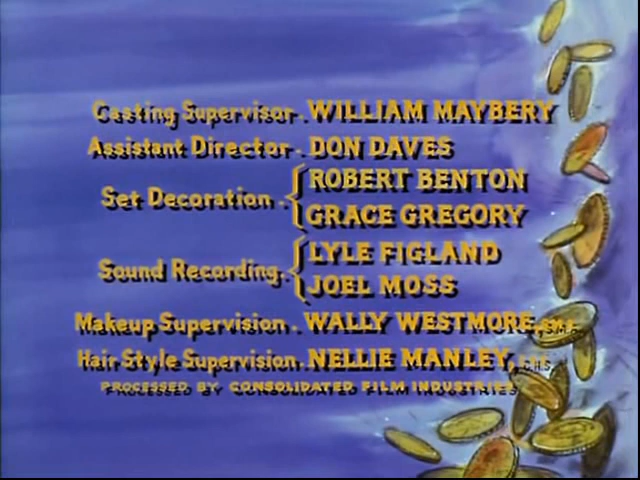 Casting Supervisor . WILLIAM MAYBERY
Assistant Director . DON DAVES
Set Decoration . { ROBERT BENTON
GRACE GREGORY
Sound Recording . { LYLE FIGLAND
JOEL MOSS
Makeup Supervision . WALLY WESTMORE,
Hair Style Supervision . NELLIE MANLEY, C.H.S.
PROCESSED BY CONSOLIDATED FILM INDUSTRIES